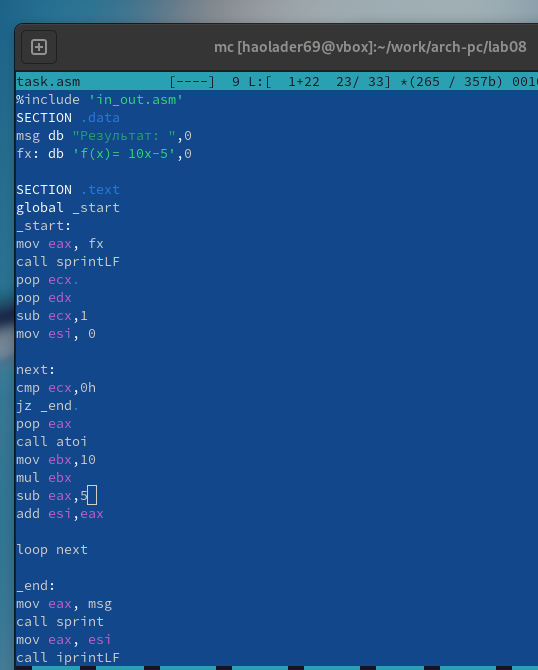 mc [haolader69@vbox]:~/work/arch-pc/lab08
task.asm [----] 9 L:[ 1+22 23/ 33] *(265 / 357b)
%include 'in_out.asm'
SECTION .data
msg db "Результат: ",0
fx: db 'f(x)= 10x-5',0
SECTION .text
global _start
_start:
mov eax, fx
call sprintLF
pop ecx.
pop edx
sub ecx,1
mov esi, 0
next:
cmp ecx,0h
jz _end.
pop eax
call atoi
mov ebx,10
mul ebx
sub eax,5
add esi,eax
loop next
_end:
mov eax, msg
call sprint
mov eax, esi
call iprintLF